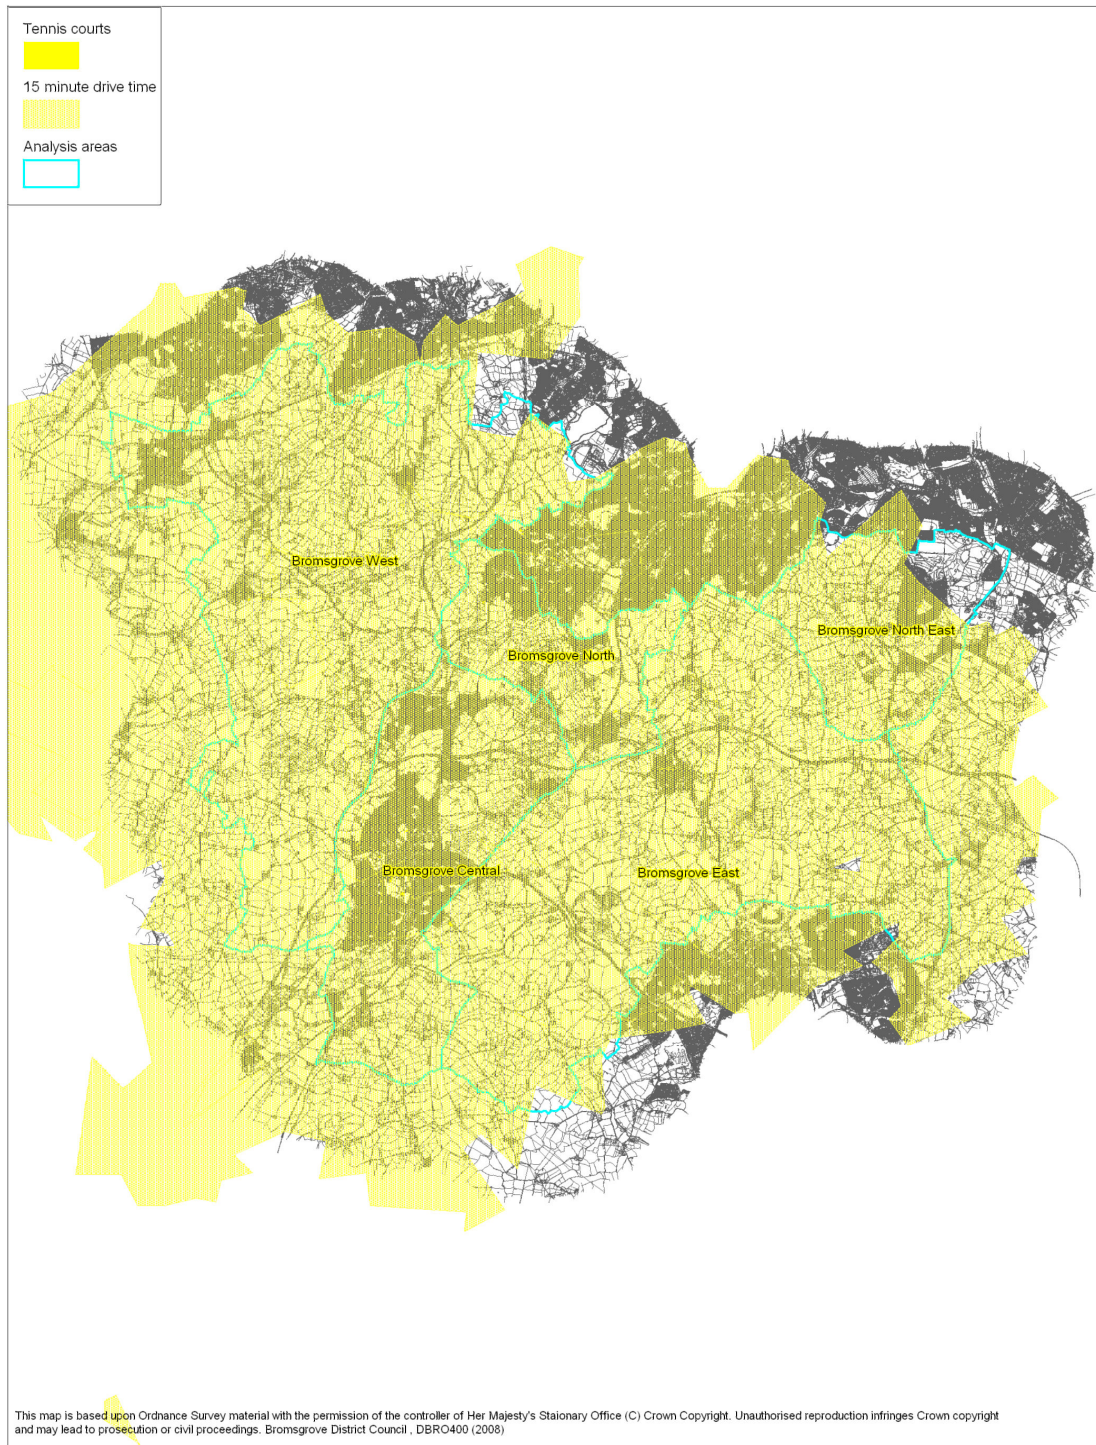 Tennis courts
15 minute drive time
Analysis areas
Bromsgrove West
Bromsgrove North East
Bromsgrove North
Bromsgrove Central
Bromsgrove East
This map is based upon Ordnance Survey material with the permission of the controller of Her Majesty's Staionary Office (C) Crown Copyright. Unauthorised reproduction infringes Crown copyright
and may lead to prosecution or civil proceedings. Bromsgrove District Council , DBRO400 (2008)